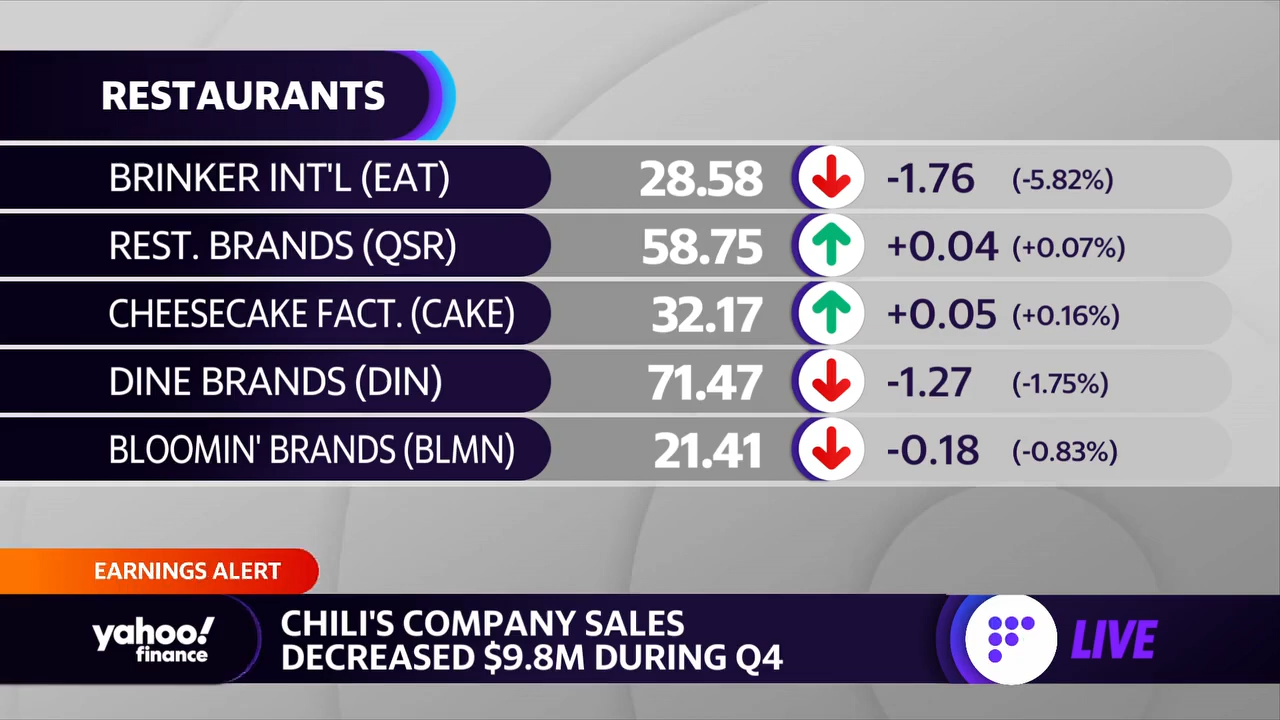 RESTAURANTS
BRINKER INT'L (EAT) 28.58 -1.76 (-5.82%)
REST. BRANDS (QSR) 58.75 +0.04 (+0.07%)
CHEESECAKE FACT. (CAKE) 32.17 +0.05 (+0.16%)
DINE BRANDS (DIN) 71.47 -1.27 (-1.75%)
BLOOMIN' BRANDS (BLMN) 21.41 -0.18 (-0.83%)
EARNINGS ALERT
yahoo!
finance
CHILI'S COMPANY SALES
DECREASED $9.8M DURING Q4
LIVE